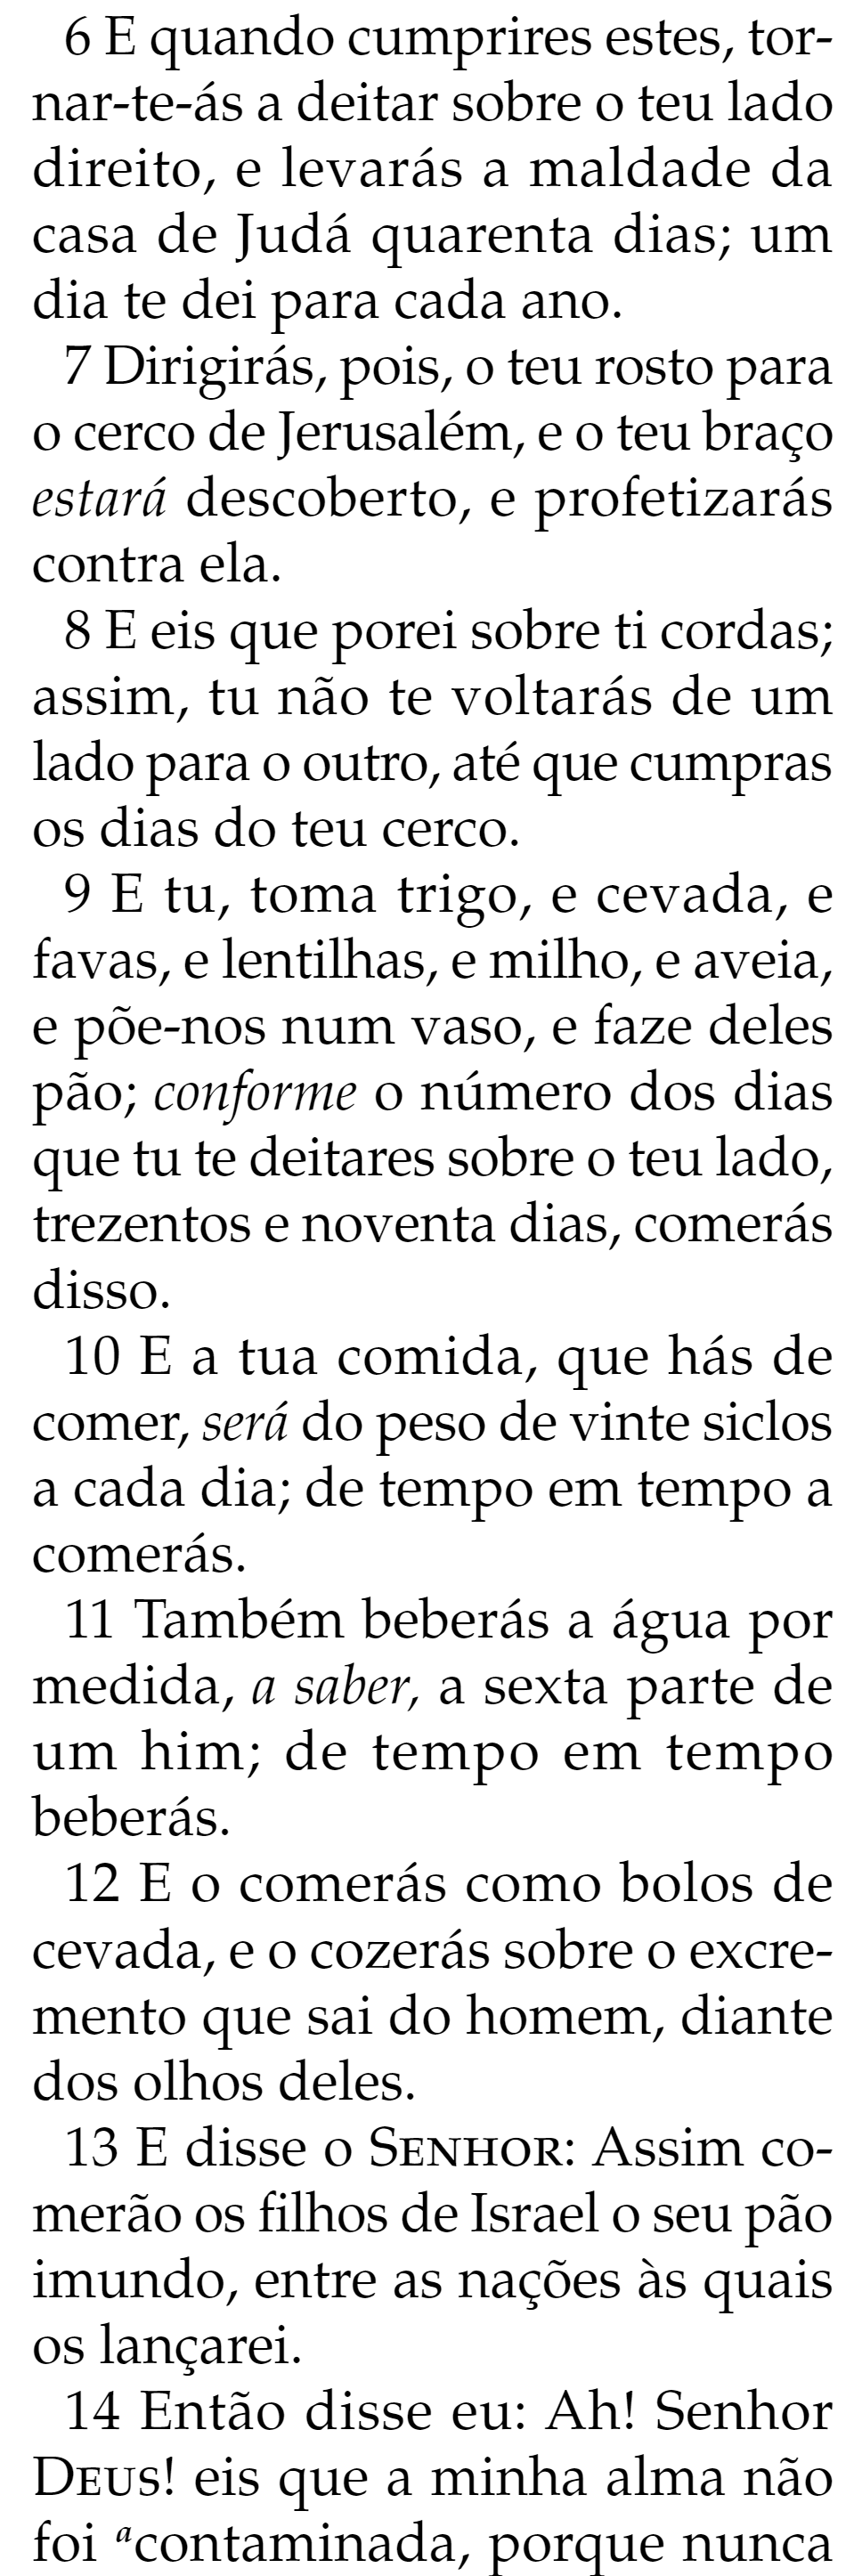 6 E quando cumprires estes, tor-
nar-te-ás a deitar sobre o teu lado
direito, e levarás a maldade da
casa de Judá quarenta dias; um
dia te dei para cada ano.
7 Dirigirás, pois, o teu rosto para
o cerco de Jerusalém, e o teu braço
estará descoberto, e profetizarás
contra ela.
8 E eis que porei sobre ti cordas;
assim, tu não te voltarás de um
lado para o outro, até que cumpras
os dias do teu cerco.
9 E tu, toma trigo, e cevada, e
favas, e lentilhas, e milho, e aveia,
e põe-nos num vaso, e faze deles
pão; conforme o número dos dias
que tu te deitares sobre o teu lado,
trezentos e noventa dias, comerás
disso.
10 E a tua comida, que hás de
comer, será do peso de vinte siclos
a cada dia; de tempo em tempo a
comerás.
11 Também beberás a água por
medida, a saber, a sexta parte de
um him; de tempo em tempo
beberás.
12 E o comerás como bolos de
cevada, e o cozerás sobre o excre-
mento que sai do homem, diante
dos olhos deles.
13 E disse o SENHOR: Assim co-
merão os filhos de Israel o seu pão
imundo, entre as nações às quais
os lançarei.
14 Então disse eu: Ah! Senhor
DEUS! eis que a minha alma não
foi ᵃcontaminada, porque nunca